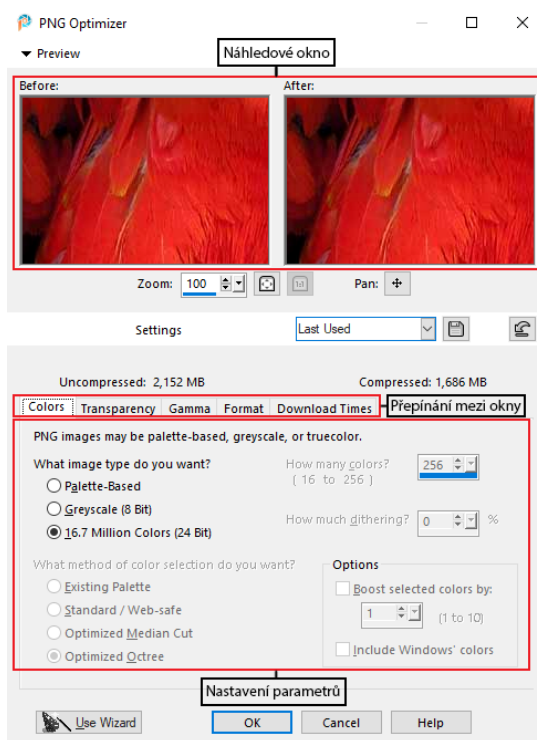 PNG Optimizer
Preview
Náhledové okno
Before: After:
Zoom: 100 1:1 Pan:
Settings Last Used
Uncompressed: 2,152 MB Compressed: 1,686 MB
Colors Transparency Gamma Format Download Times Přepínání mezi okny
PNG images may be palette-based, greyscale, or truecolor.
What image type do you want? How many colors? 256
Palette-Based ( 16 to 256 )
Greyscale (8 Bit)
16.7 Million Colors (24 Bit) How much dithering? 0 %
What method of color selection do you want? Options
Existing Palette Boost selected colors by:
Standard / Web-safe 1 (1 to 10)
Optimized Median Cut
Optimized Octree Include Windows' colors
Nastavení parametrů
Use Wizard OK Cancel Help